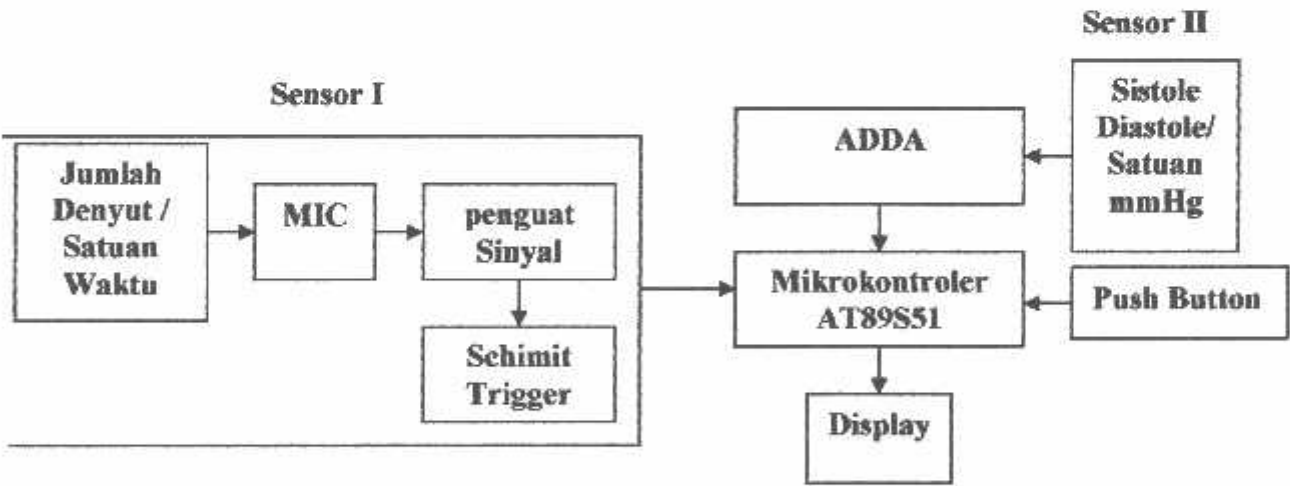 Sensor I
Jumlah
Denyut /
Satuan
Waktu
MIC
penguat
Sinyal
Schimit
Trigger
Sensor II
Sistole
Diastole/
Satuan
mmHg
ADDA
Mikrokontroler
AT89S51
Push Button
Display